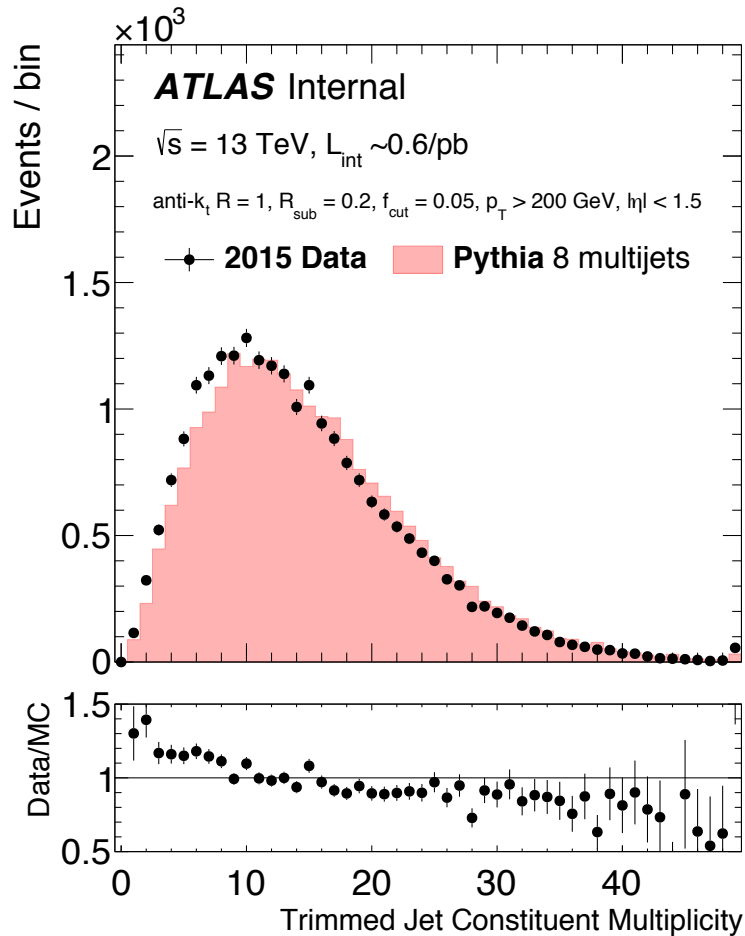 ×10³
Events / bin
ATLAS Internal
√s = 13 TeV, L_int ~0.6/pb
anti-k_t R = 1, R_sub = 0.2, f_cut = 0.05, p_T > 200 GeV, |η| < 1.5
2015 Data Pythia 8 multijets
2
1.5
1
0.5
0
Data/MC
1.5
1
0.5
0 10 20 30 40
Trimmed Jet Constituent Multiplicity